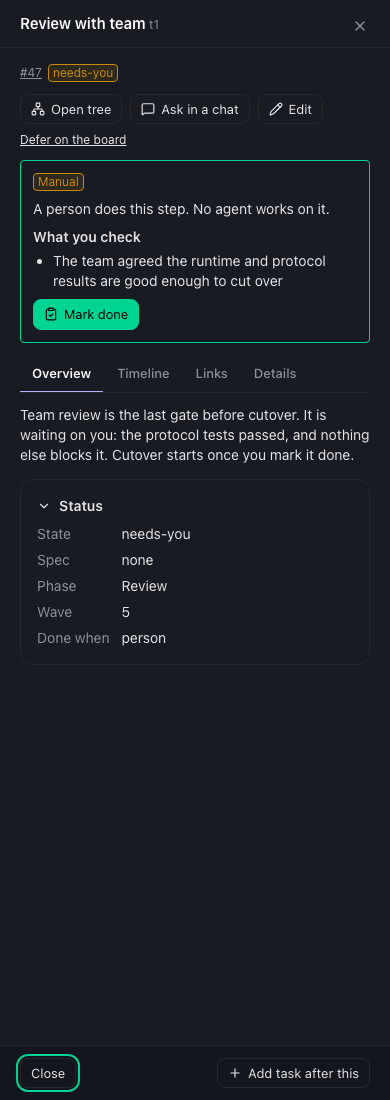 Review with team t1
#47 needs-you
Open tree
Ask in a chat
Edit
Defer on the board
Manual
A person does this step. No agent works on it.
What you check
• The team agreed the runtime and protocol
results are good enough to cut over
Mark done
Overview Timeline Links Details
Team review is the last gate before cutover. It is
waiting on you: the protocol tests passed, and nothing
else blocks it. Cutover starts once you mark it done.
Status
State needs-you
Spec none
Phase Review
Wave 5
Done when person
Close
Add task after this